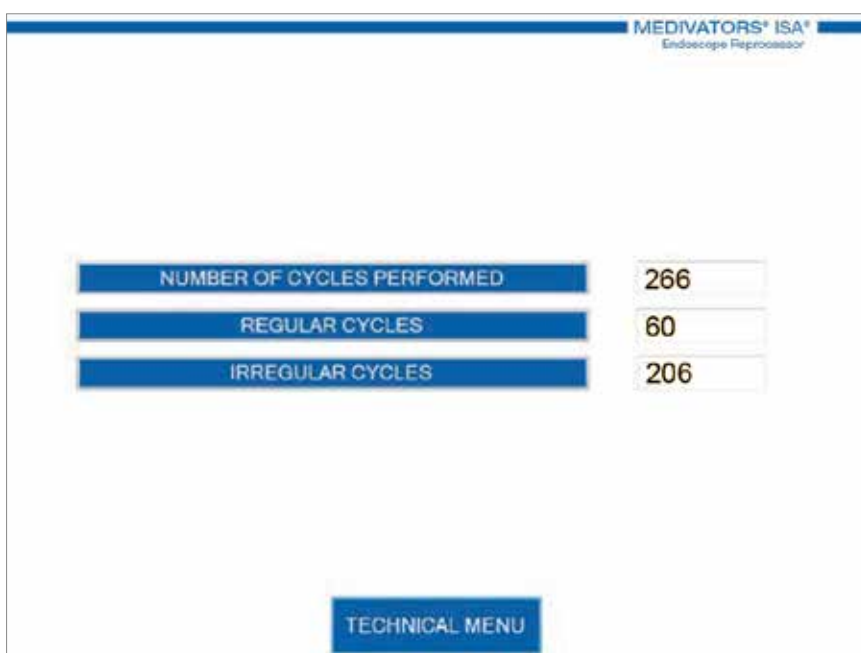 MEDIVATORS® ISA®
Endoscope Reprocessor
NUMBER OF CYCLES PERFORMED 266
REGULAR CYCLES 60
IRREGULAR CYCLES 206
TECHNICAL MENU